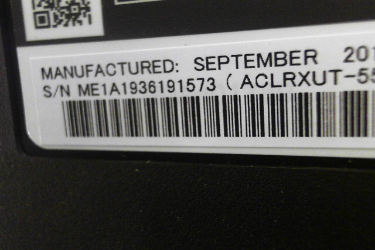 MANUFACTURED: SEPTEMBER 201
S/N ME1A1936191573 ( ACLRXUT-55